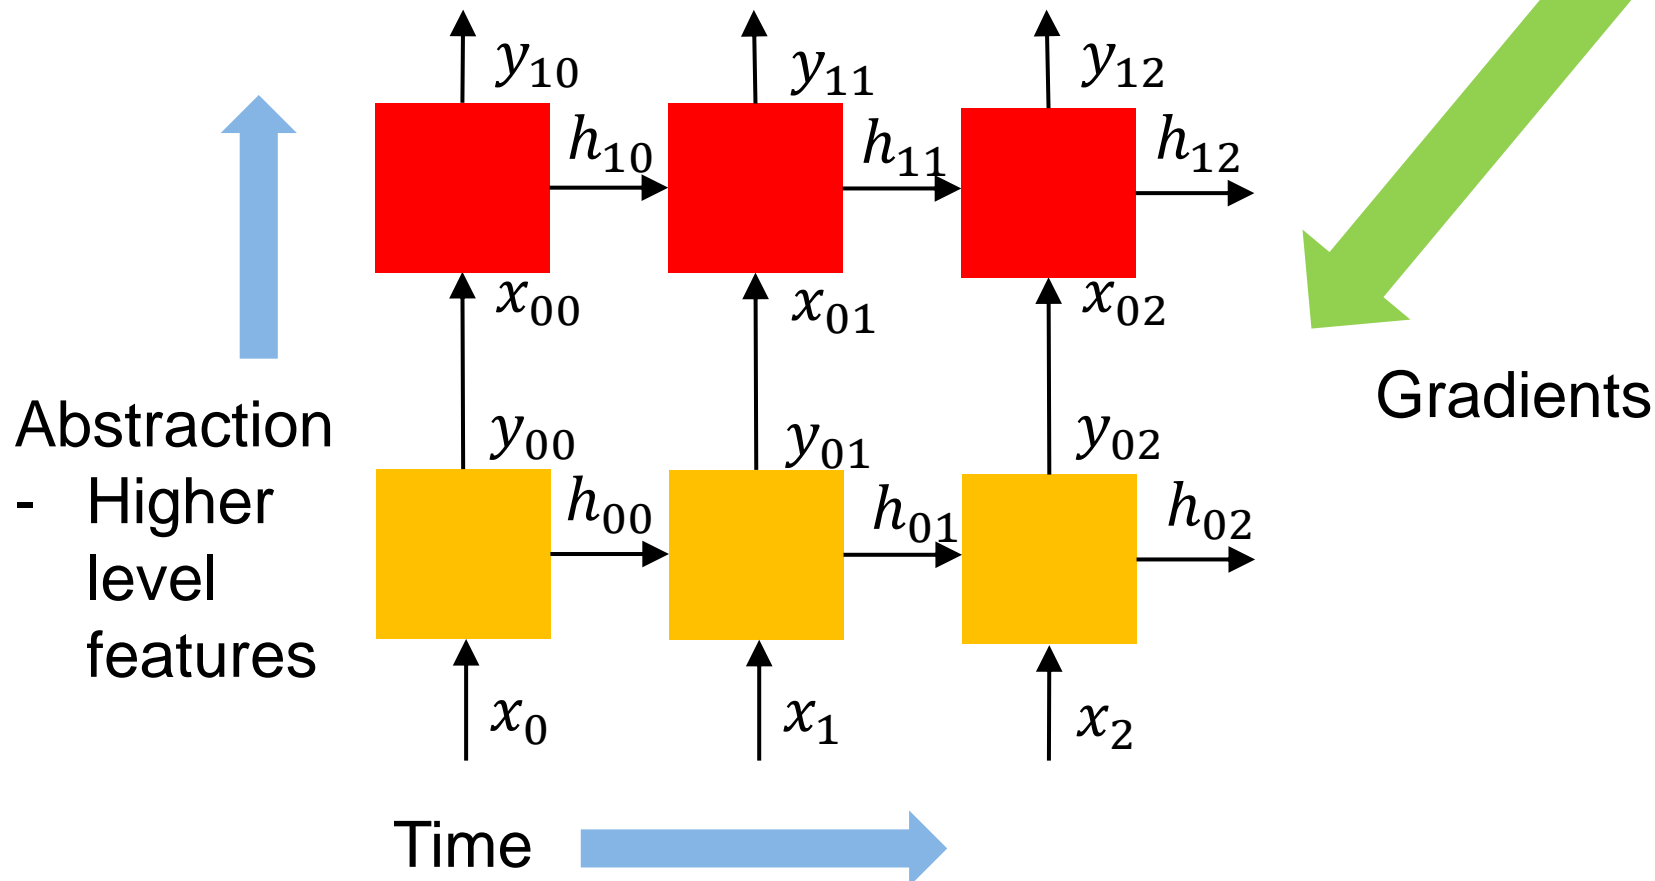 y₁₀ y₁₁ y₁₂
h₁₀ h₁₁ h₁₂
x₀₀ x₀₁ x₀₂
Gradients
Abstraction
- Higher
level
features
y₀₀ y₀₁ y₀₂
h₀₀ h₀₁ h₀₂
x₀ x₁ x₂
Time